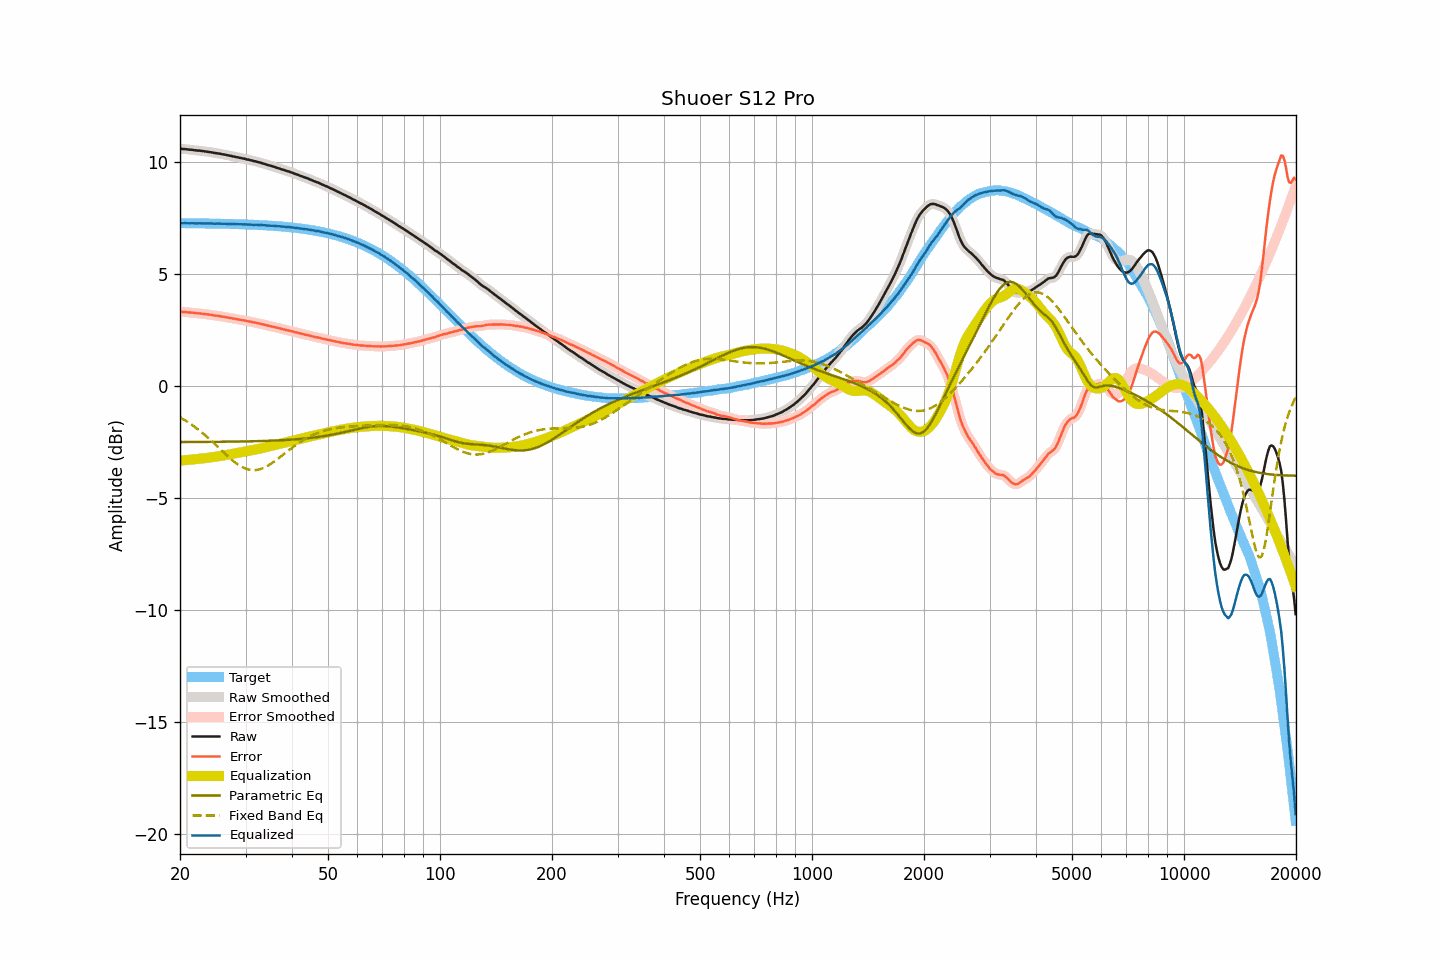 Shuoer S12 Pro
Amplitude (dBr)
10
5
0
−5
−10
−15
−20
Target
Raw Smoothed
Error Smoothed
Raw
Error
Equalization
Parametric Eq
Fixed Band Eq
Equalized
20 50 100 200 500 1000 2000 5000 10000 20000
Frequency (Hz)